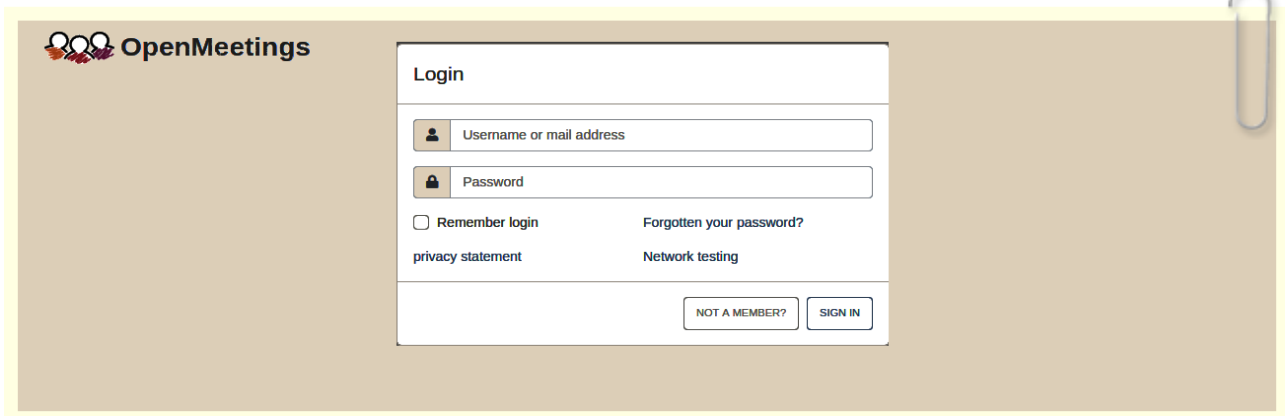 OpenMeetings
Login
Username or mail address
Password
Remember login
Forgotten your password?
privacy statement
Network testing
NOT A MEMBER?
SIGN IN